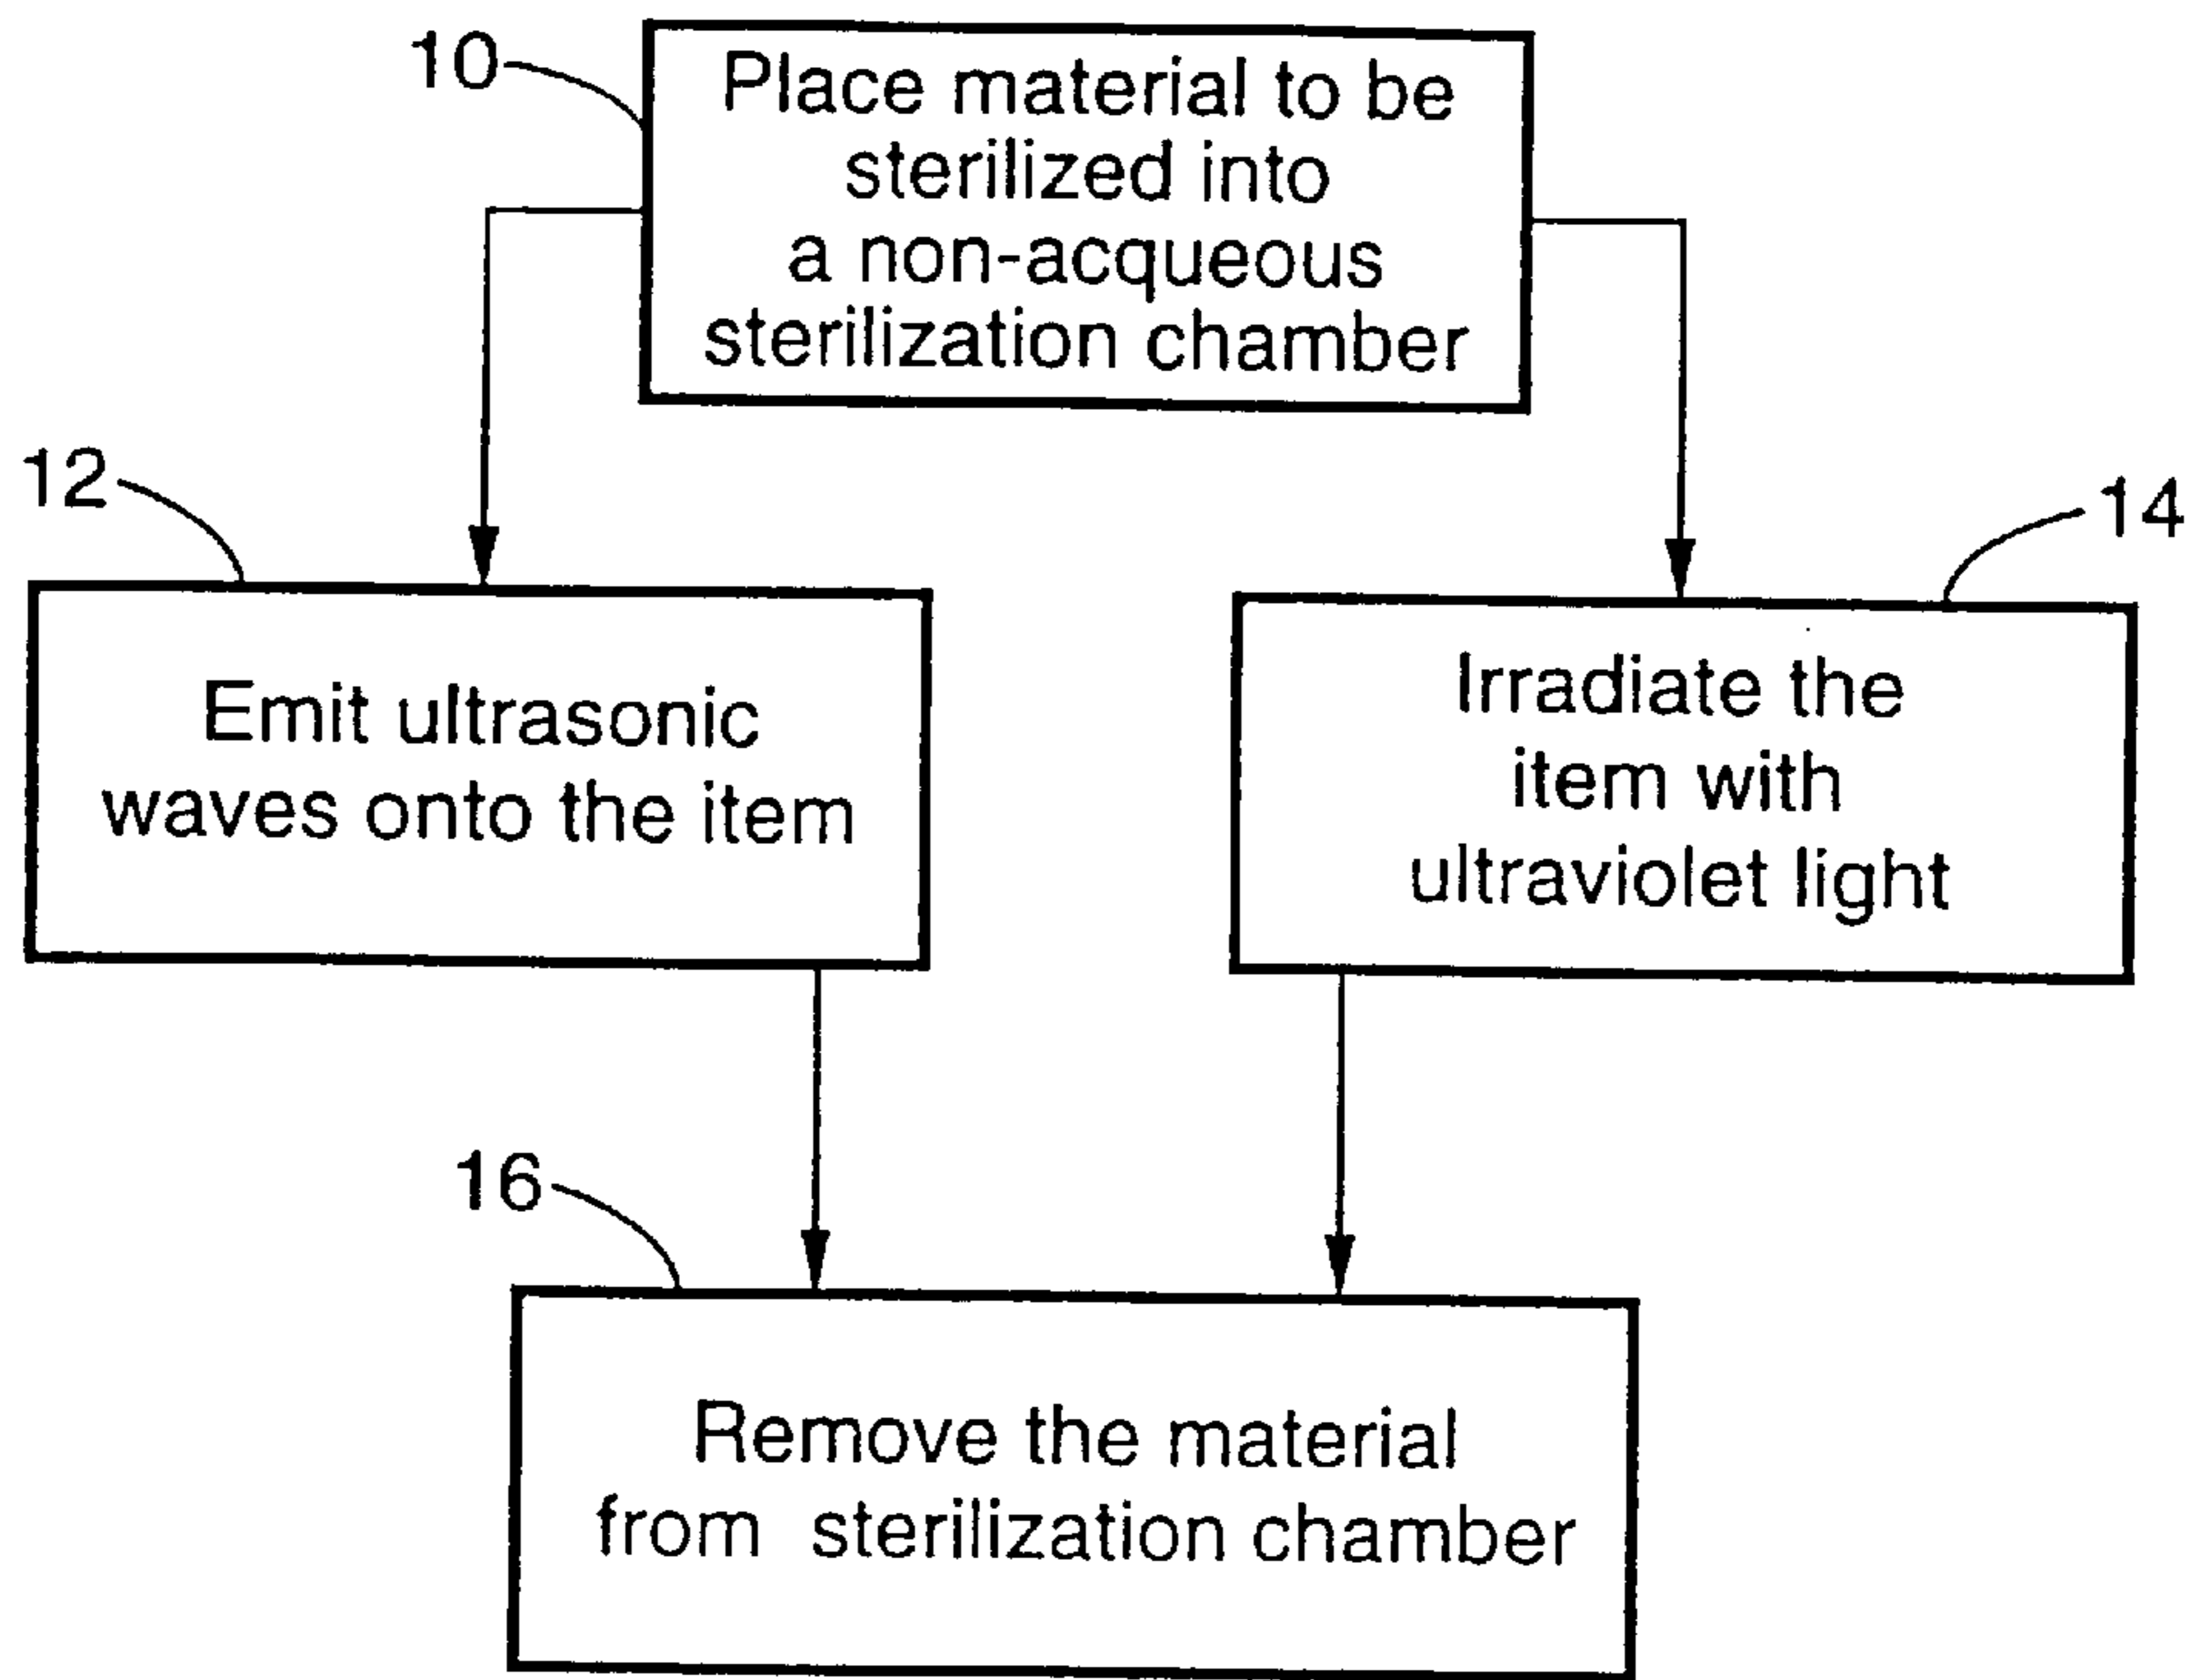 10
Place material to be
sterilized into
a non-acqueous
sterilization chamber
12
14
Emit ultrasonic
waves onto the item
Irradiate the
item with
ultraviolet light
16
Remove the material
from sterilization chamber